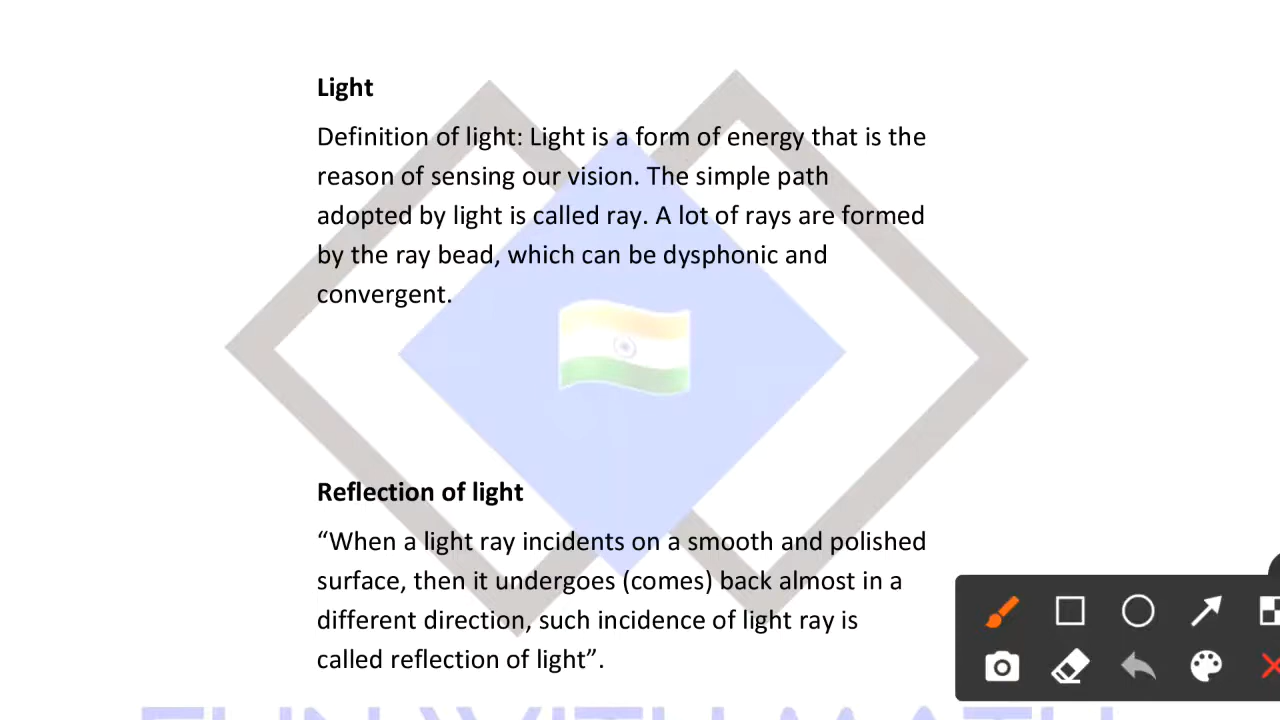 Light
Definition of light: Light is a form of energy that is the
reason of sensing our vision. The simple path
adopted by light is called ray. A lot of rays are formed
by the ray bead, which can be dysphonic and
convergent.
Reflection of light
“When a light ray incidents on a smooth and polished
surface, then it undergoes (comes) back almost in a
different direction, such incidence of light ray is
called reflection of light”.
FUN WITH MATH